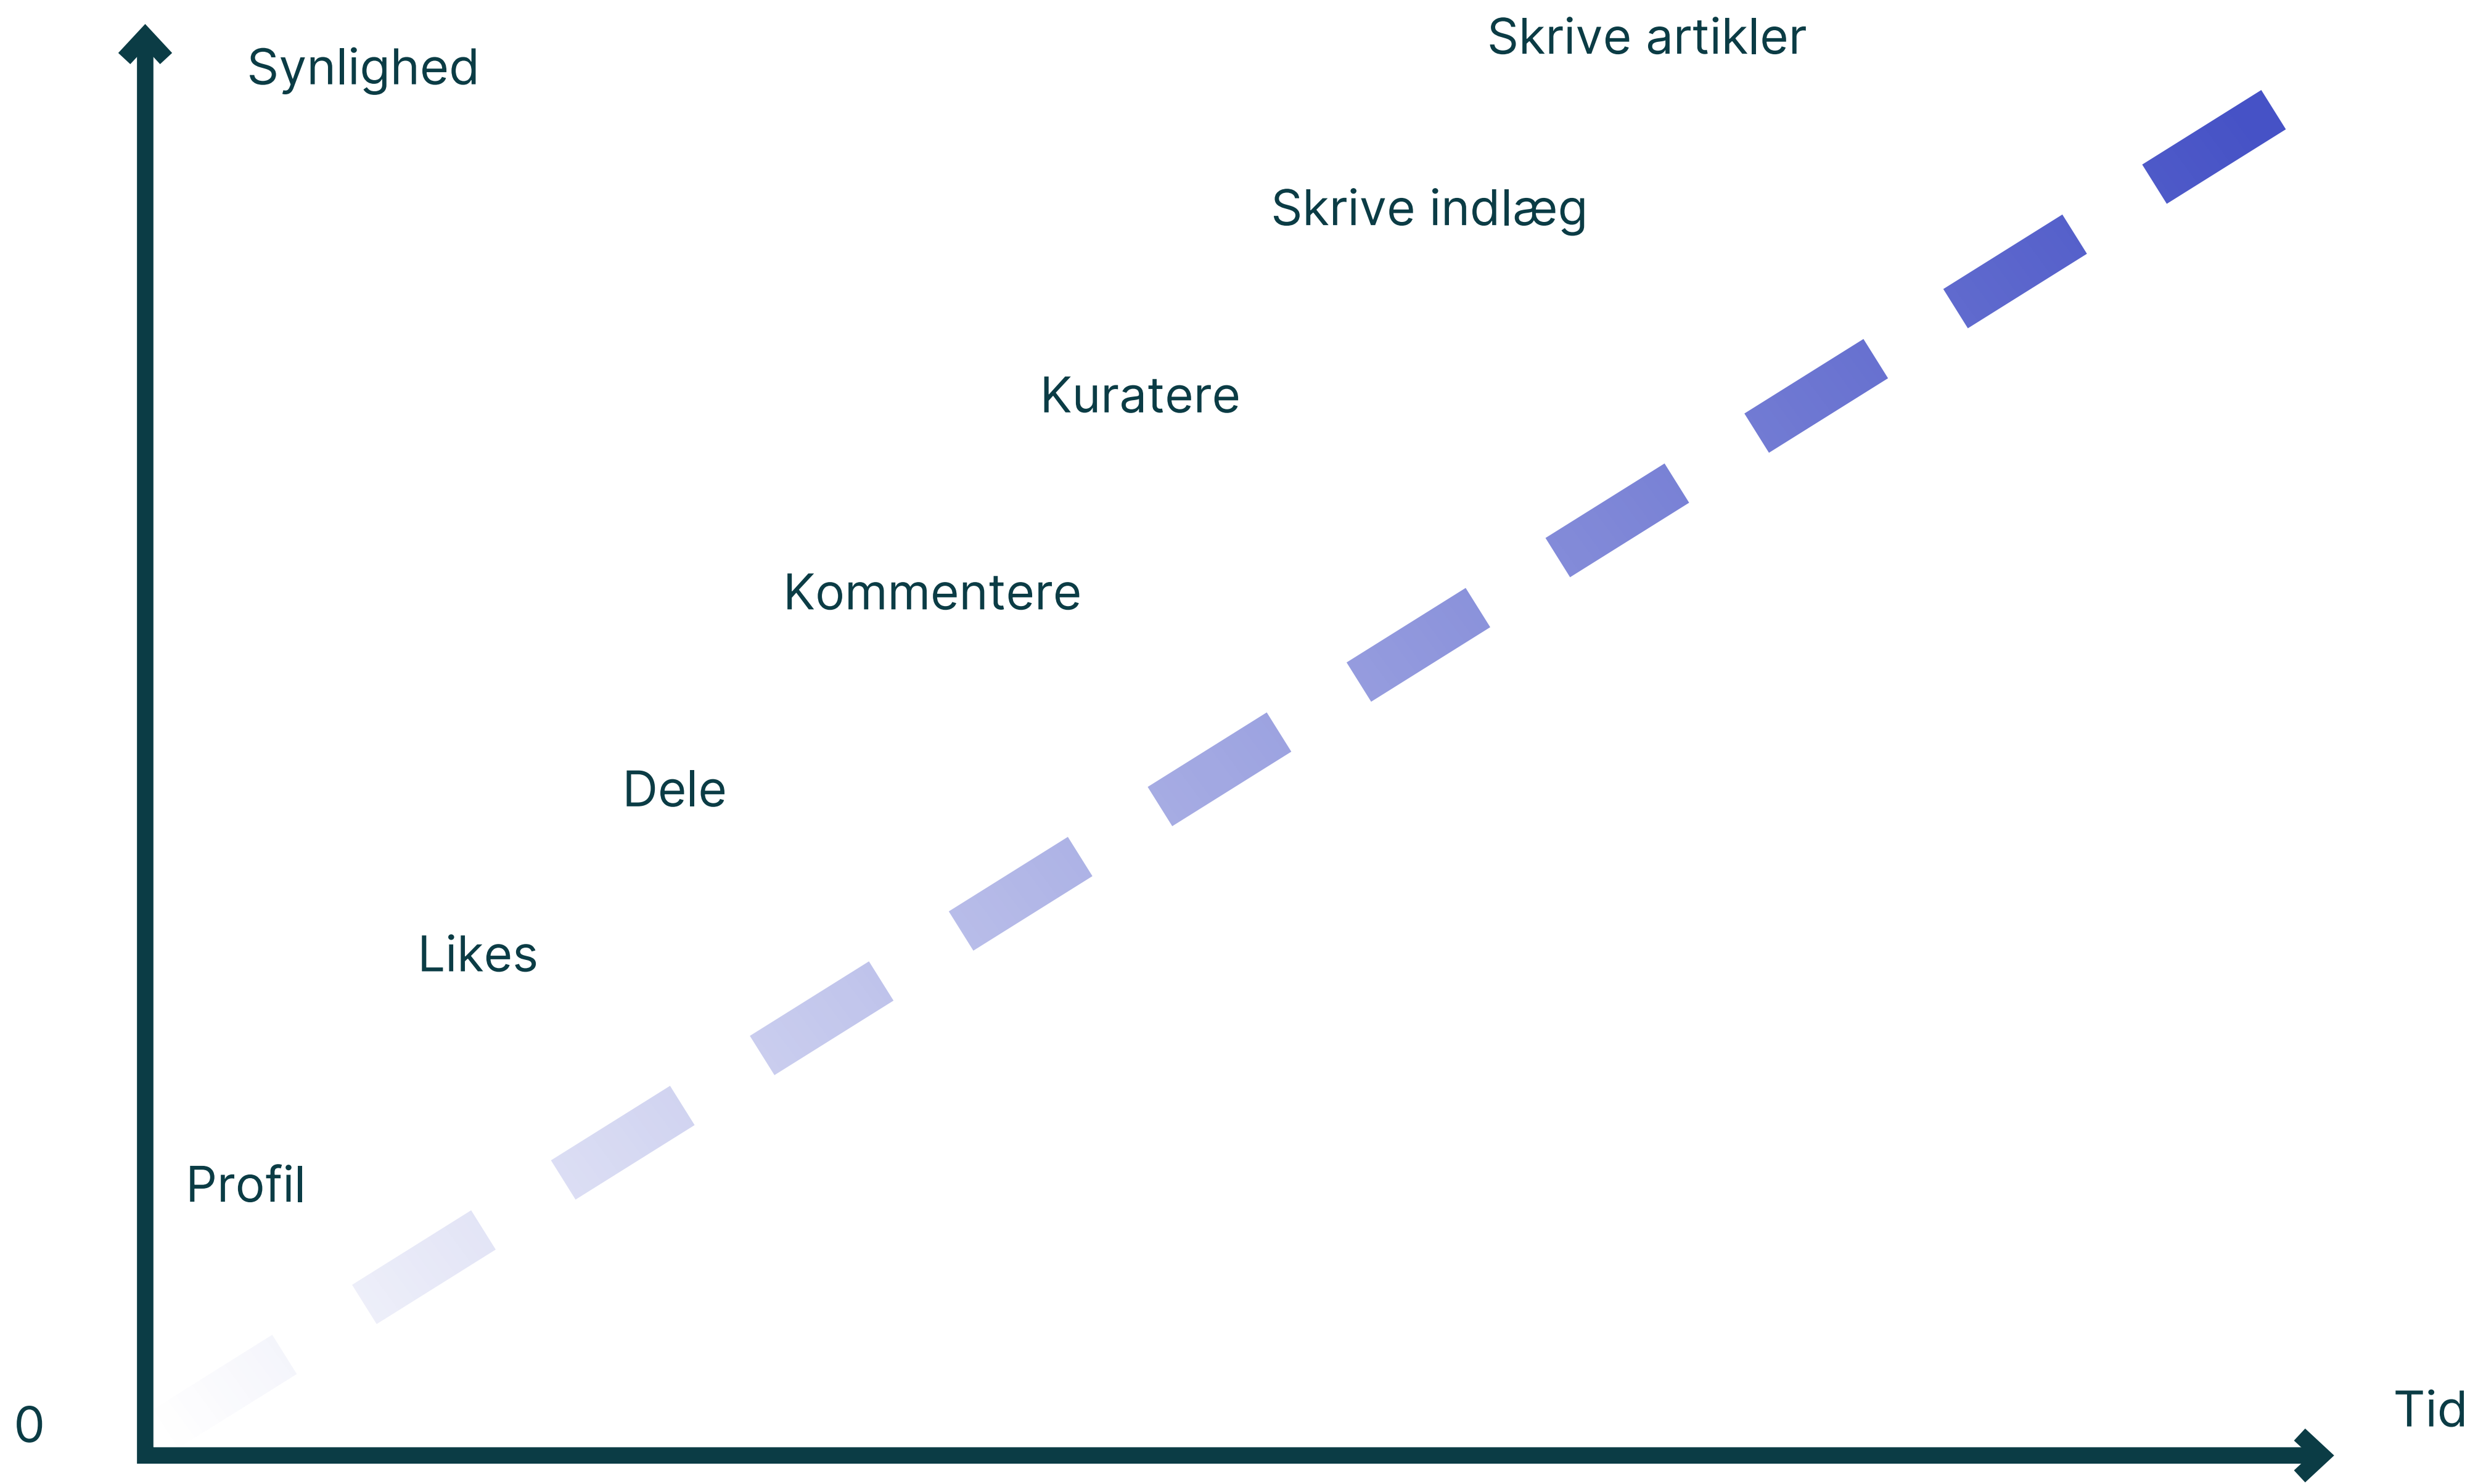 Skrive artikler
Synlighed
Skrive indlæg
Kuratere
Kommentere
Dele
Likes
Profil
0
Tid